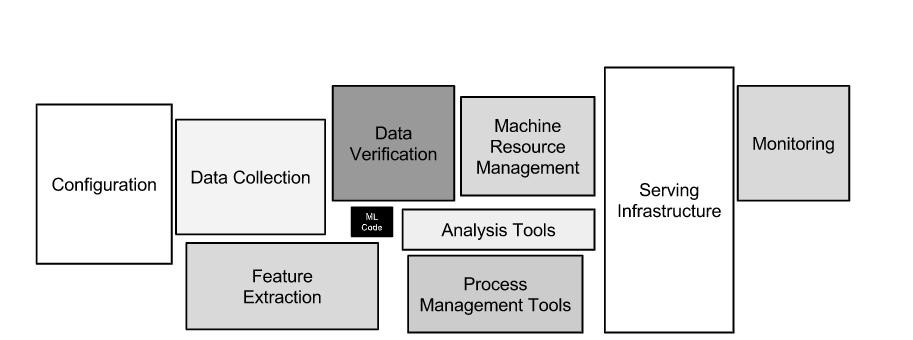 Configuration
Data Collection
Data
Verification
Machine
Resource
Management
Serving
Infrastructure
Monitoring
ML
Code
Analysis Tools
Feature
Extraction
Process
Management Tools